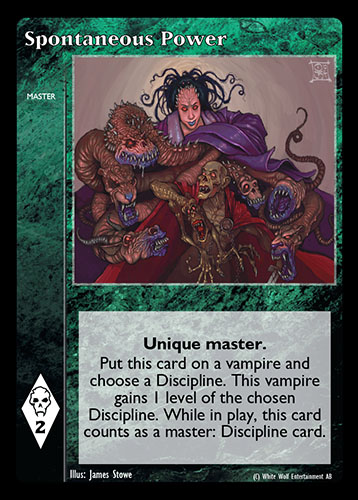 Spontaneous Power
MASTER
Unique master.
Put this card on a vampire and
choose a Discipline. This vampire
gains 1 level of the chosen
Discipline. While in play, this card
counts as a master: Discipline card.
2
Illus: James Stowe
(C) White Wolf Entertainment AB